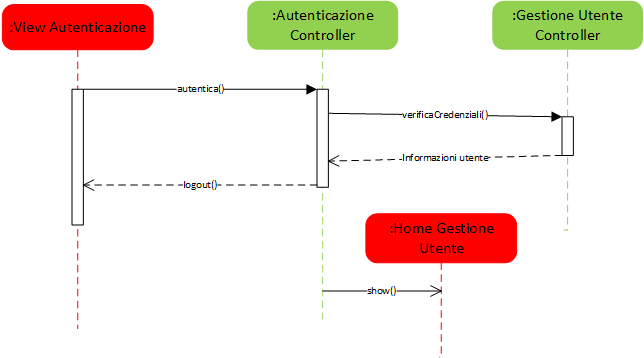 :View Autenticazione
:Autenticazione
Controller
:Gestione Utente
Controller
autentica()
verificaCredenziali()
Informazioni utente
logout()
:Home Gestione
Utente
show()